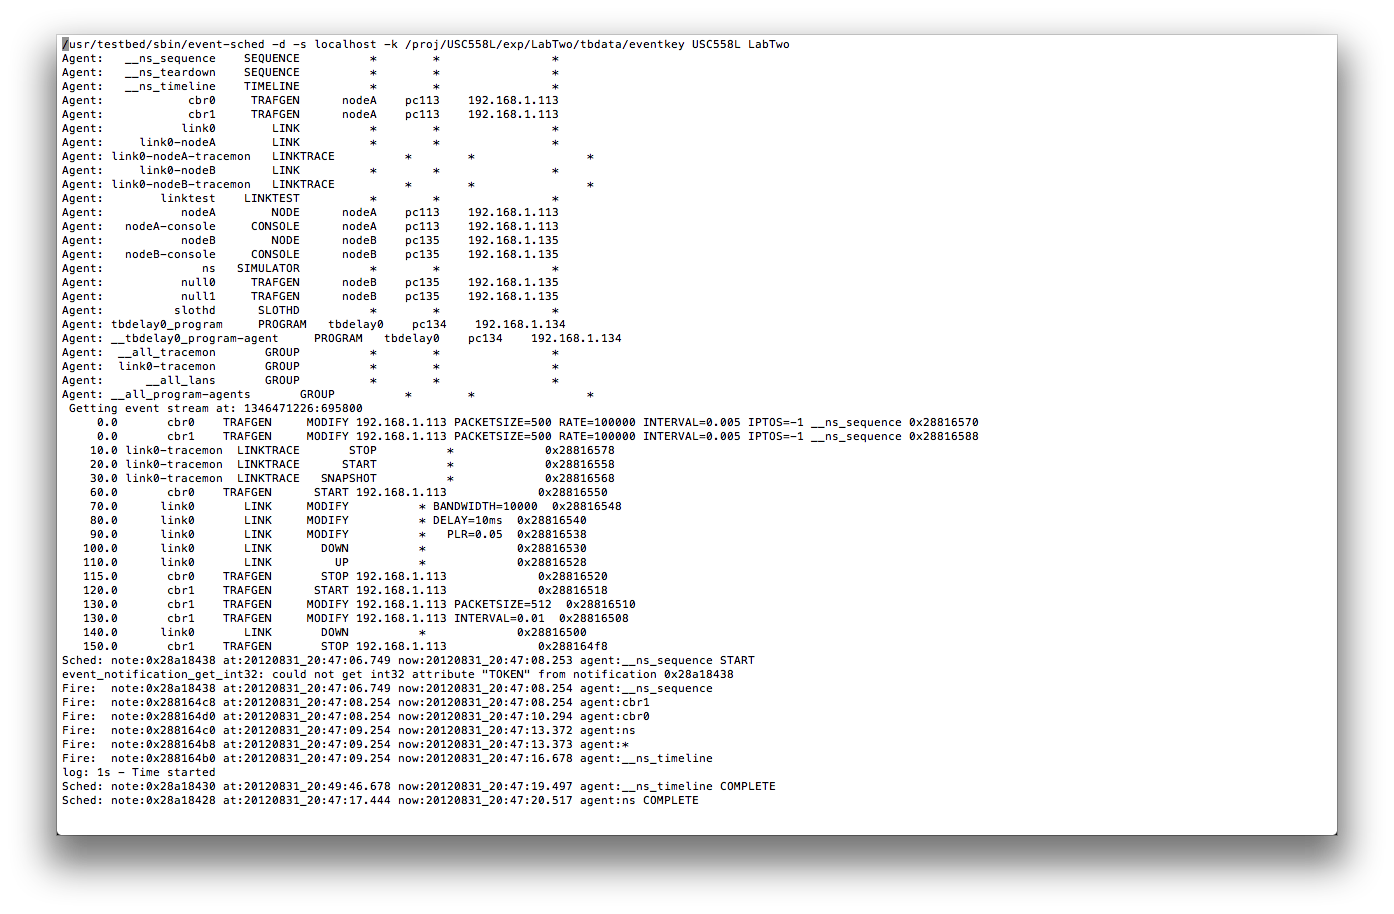 /usr/testbed/sbin/event-sched -d -s localhost -k /proj/USC558L/exp/LabTwo/tbdata/eventkey USC558L LabTwo
Agent:   __ns_sequence    SEQUENCE          *        *                *
Agent:   __ns_teardown    SEQUENCE          *        *                *
Agent:   __ns_timeline    TIMELINE          *        *                *
Agent:            cbr0     TRAFGEN      nodeA    pc113    192.168.1.113
Agent:            cbr1     TRAFGEN      nodeA    pc113    192.168.1.113
Agent:           link0        LINK          *        *                *
Agent:     link0-nodeA        LINK          *        *                *
Agent: link0-nodeA-tracemon   LINKTRACE          *        *                *
Agent:     link0-nodeB        LINK          *        *                *
Agent: link0-nodeB-tracemon   LINKTRACE          *        *                *
Agent:        linktest    LINKTEST          *        *                *
Agent:           nodeA        NODE      nodeA    pc113    192.168.1.113
Agent:   nodeA-console     CONSOLE      nodeA    pc113    192.168.1.113
Agent:           nodeB        NODE      nodeB    pc135    192.168.1.135
Agent:   nodeB-console     CONSOLE      nodeB    pc135    192.168.1.135
Agent:              ns   SIMULATOR          *        *                *
Agent:           null0     TRAFGEN      nodeB    pc135    192.168.1.135
Agent:           null1     TRAFGEN      nodeB    pc135    192.168.1.135
Agent:          slothd      SLOTHD          *        *                *
Agent: tbdelay0_program     PROGRAM   tbdelay0    pc134    192.168.1.134
Agent: __tbdelay0_program-agent     PROGRAM   tbdelay0    pc134    192.168.1.134
Agent:  __all_tracemon       GROUP          *        *                *
Agent:  link0-tracemon       GROUP          *        *                *
Agent:      __all_lans       GROUP          *        *                *
Agent: __all_program-agents       GROUP          *        *                *
 Getting event stream at: 1346471226:695800
     0.0       cbr0    TRAFGEN     MODIFY 192.168.1.113 PACKETSIZE=500 RATE=100000 INTERVAL=0.005 IPTOS=-1 __ns_sequence 0x28816570
     0.0       cbr1    TRAFGEN     MODIFY 192.168.1.113 PACKETSIZE=500 RATE=100000 INTERVAL=0.005 IPTOS=-1 __ns_sequence 0x28816588
    10.0 link0-tracemon  LINKTRACE       STOP          *             0x28816578
    20.0 link0-tracemon  LINKTRACE      START          *             0x28816558
    30.0 link0-tracemon  LINKTRACE   SNAPSHOT          *             0x28816568
    60.0       cbr0    TRAFGEN      START 192.168.1.113             0x28816550
    70.0      link0       LINK     MODIFY          * BANDWIDTH=10000  0x28816548
    80.0      link0       LINK     MODIFY          * DELAY=10ms  0x28816540
    90.0      link0       LINK     MODIFY          *   PLR=0.05  0x28816538
   100.0      link0       LINK       DOWN          *             0x28816530
   110.0      link0       LINK         UP          *             0x28816528
   115.0       cbr0    TRAFGEN       STOP 192.168.1.113             0x28816520
   120.0       cbr1    TRAFGEN      START 192.168.1.113             0x28816518
   130.0       cbr1    TRAFGEN     MODIFY 192.168.1.113 PACKETSIZE=512  0x28816510
   130.0       cbr1    TRAFGEN     MODIFY 192.168.1.113 INTERVAL=0.01  0x28816508
   140.0      link0       LINK       DOWN          *             0x28816500
   150.0       cbr1    TRAFGEN       STOP 192.168.1.113             0x288164f8
Sched: note:0x28a18438 at:20120831_20:47:06.749 now:20120831_20:47:08.253 agent:__ns_sequence START
event_notification_get_int32: could not get int32 attribute "TOKEN" from notification 0x28a18438
Fire:  note:0x28a18438 at:20120831_20:47:06.749 now:20120831_20:47:08.254 agent:__ns_sequence
Fire:  note:0x288164c8 at:20120831_20:47:08.254 now:20120831_20:47:08.254 agent:cbr1
Fire:  note:0x288164d0 at:20120831_20:47:08.254 now:20120831_20:47:10.294 agent:cbr0
Fire:  note:0x288164c0 at:20120831_20:47:09.254 now:20120831_20:47:13.372 agent:ns
Fire:  note:0x288164b8 at:20120831_20:47:09.254 now:20120831_20:47:13.373 agent:*
Fire:  note:0x288164b0 at:20120831_20:47:09.254 now:20120831_20:47:16.678 agent:__ns_timeline
log: 1s - Time started
Sched: note:0x28a18430 at:20120831_20:49:46.678 now:20120831_20:47:19.497 agent:__ns_timeline COMPLETE
Sched: note:0x28a18428 at:20120831_20:47:17.444 now:20120831_20:47:20.517 agent:ns COMPLETE